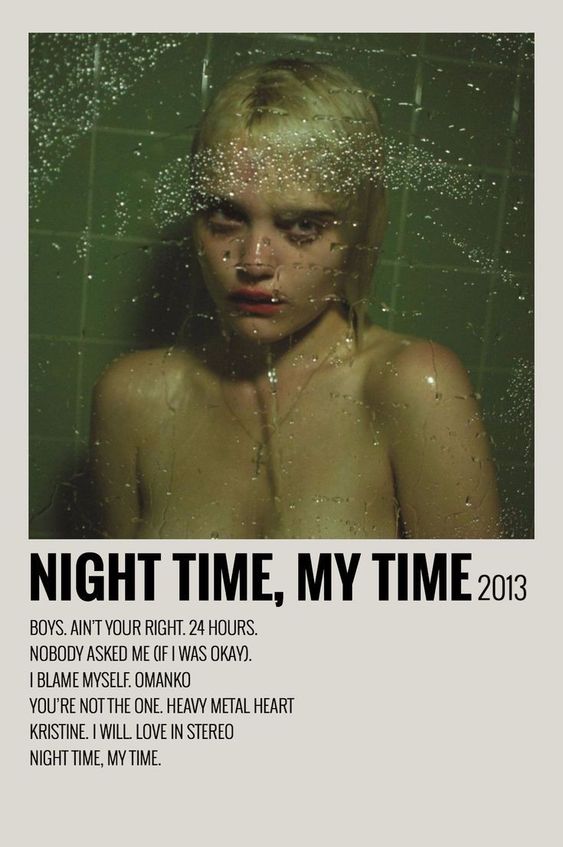 NIGHT TIME, MY TIME 2013
BOYS. AIN'T YOUR RIGHT. 24 HOURS.
NOBODY ASKED ME (IF I WAS OKAY).
I BLAME MYSELF. OMANKO
YOU'RE NOT THE ONE. HEAVY METAL HEART
KRISTINE. I WILL. LOVE IN STEREO
NIGHT TIME, MY TIME.